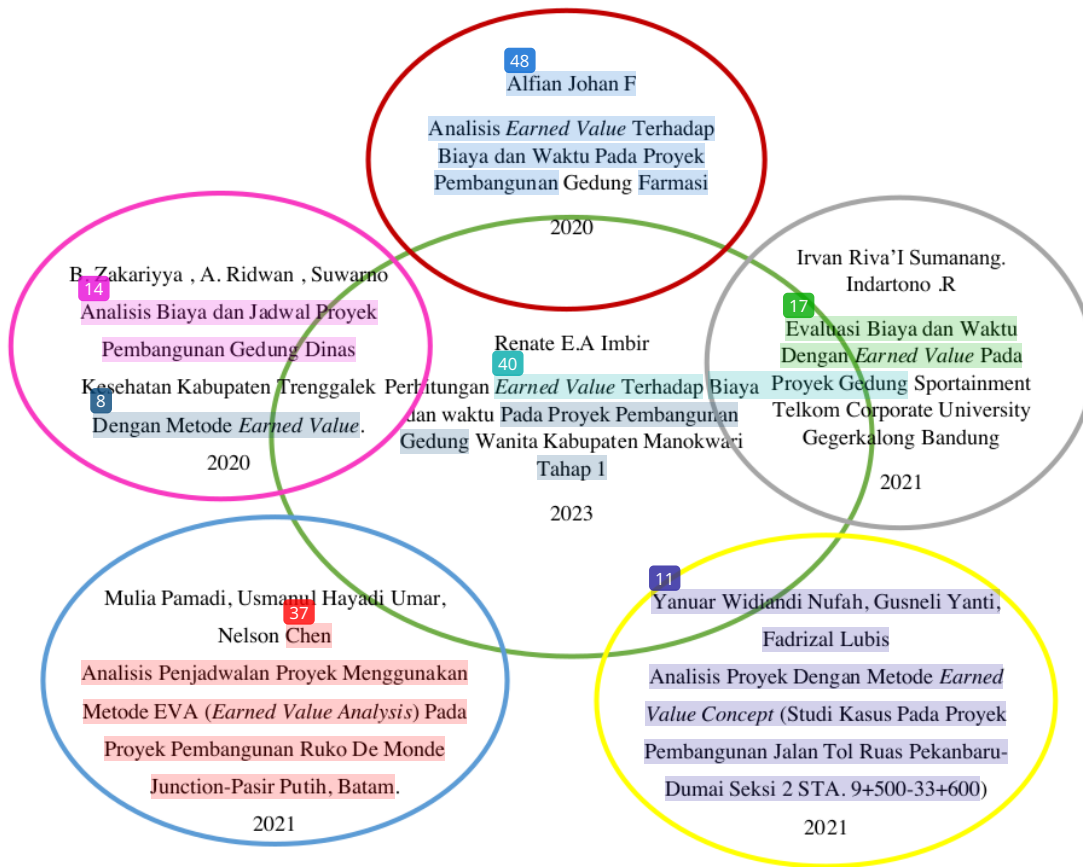 48
Alfian Johan F
Analisis Earned Value Terhadap
Biaya dan Waktu Pada Proyek
Pembangunan Gedung Farmasi
2020
B. Zakariyya , A. Ridwan , Suwarno
14
Analisis Biaya dan Jadwal Proyek
Pembangunan Gedung Dinas
Kesehatan Kabupaten Trenggalek
8
Dengan Metode Earned Value.
2020
Irvan Riva’I Sumanang.
Indartono .R
17
Evaluasi Biaya dan Waktu
Dengan Earned Value Pada
Proyek Gedung Sportainment
Telkom Corporate University
Gegerkalong Bandung
2021
Renate E.A Imbir
40
Perhitungan Earned Value Terhadap Biaya
dan waktu Pada Proyek Pembangunan
Gedung Wanita Kabupaten Manokwari
Tahap 1
2023
Mulia Pamadi, Usmanul Hayadi Umar,
37
Nelson Chen
Analisis Penjadwalan Proyek Menggunakan
Metode EVA (Earned Value Analysis) Pada
Proyek Pembangunan Ruko De Monde
Junction-Pasir Putih, Batam.
2021
11
Yanuar Widiandi Nufah, Gusneli Yanti,
Fadrizal Lubis
Analisis Proyek Dengan Metode Earned
Value Concept (Studi Kasus Pada Proyek
Pembangunan Jalan Tol Ruas Pekanbaru-
Dumai Seksi 2 STA. 9+500-33+600)
2021